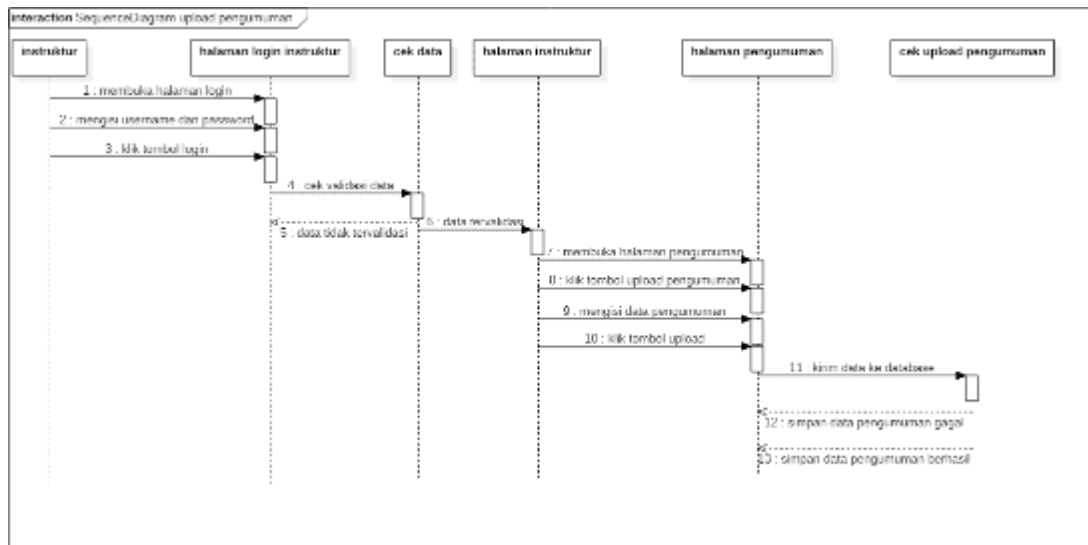 interaction SequenceDiagram upload pengumuman
instruktur
halaman login instruktur
cek data
halaman instruktur
halaman pengumuman
cek upload pengumuman
1 : membuka halaman login
2 : mengisi username dan password
3 : klik tombol login
4 : cek validasi data
5 : data tidak tervalidasi
6 : data tervalidasi
7 : membuka halaman pengumuman
8 : klik tombol upload pengumuman
9 : mengisi data pengumuman
10 : klik tombol upload
11 : kirim data ke database
12 : simpan data pengumuman gagal
13 : simpan data pengumuman berhasil